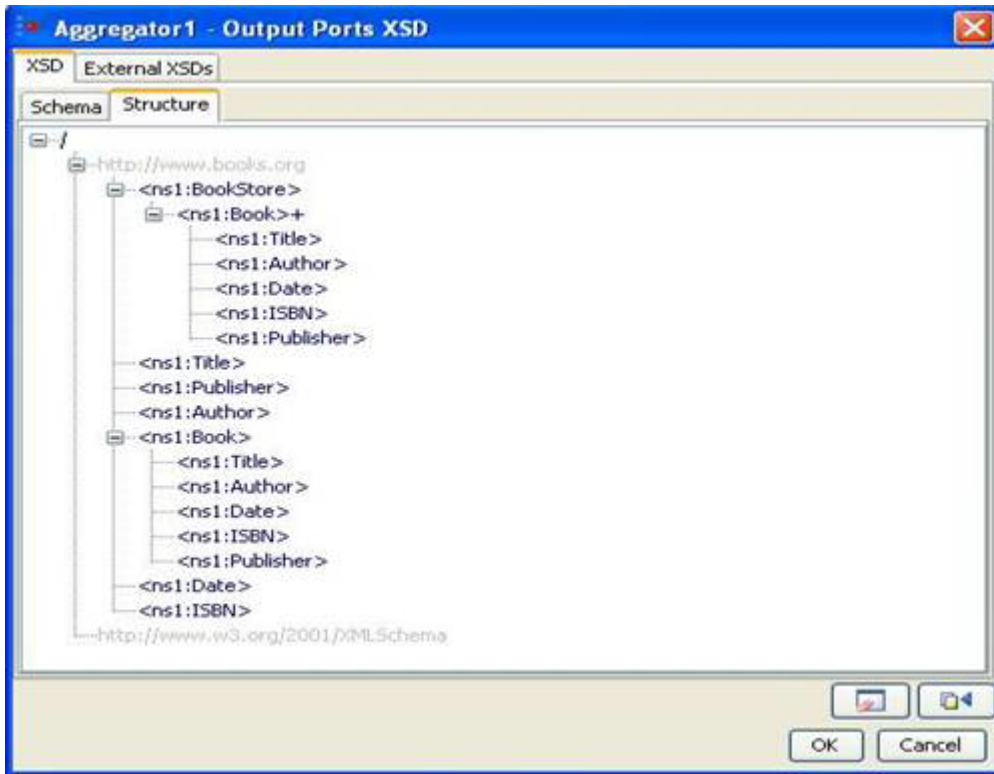 Aggregator1 - Output Ports XSD
XSD External XSDs
Schema Structure
/
http://www.books.org
<ns1:BookStore>
<ns1:Book>+
<ns1:Title>
<ns1:Author>
<ns1:Date>
<ns1:ISBN>
<ns1:Publisher>
<ns1:Title>
<ns1:Publisher>
<ns1:Author>
<ns1:Book>
<ns1:Title>
<ns1:Author>
<ns1:Date>
<ns1:ISBN>
<ns1:Publisher>
<ns1:Date>
<ns1:ISBN>
http://www.w3.org/2001/XMLSchema
OK Cancel